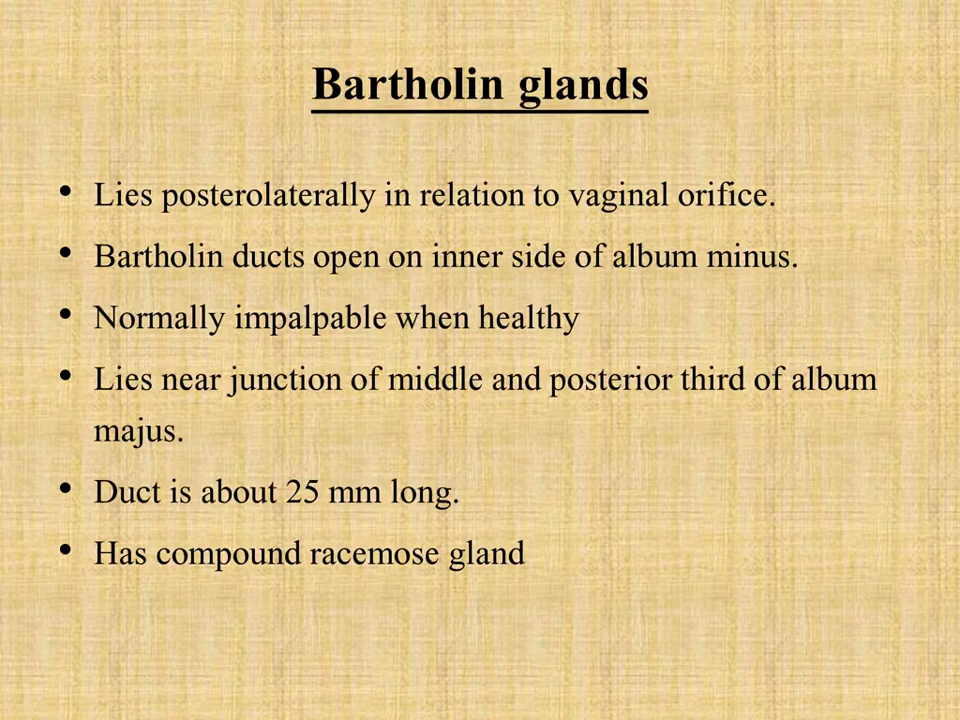 Bartholin glands
• Lies posterolaterally in relation to vaginal orifice.
• Bartholin ducts open on inner side of album minus.
• Normally impalpable when healthy
• Lies near junction of middle and posterior third of album
majus.
• Duct is about 25 mm long.
• Has compound racemose gland